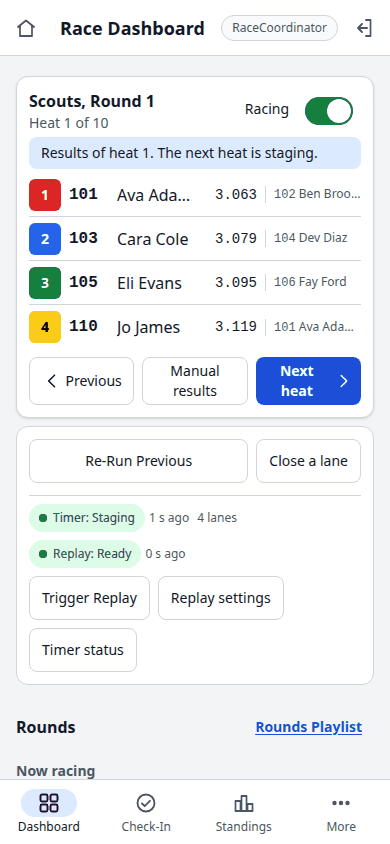 Race Dashboard
RaceCoordinator
Scouts, Round 1
Heat 1 of 10
Racing
Results of heat 1. The next heat is staging.
1 101 Ava Ada... 3.063 102 Ben Broo...
2 103 Cara Cole 3.079 104 Dev Diaz
3 105 Eli Evans 3.095 106 Fay Ford
4 110 Jo James 3.119 101 Ava Ada...
Previous
Manual results
Next heat
Re-Run Previous
Close a lane
Timer: Staging 1 s ago 4 lanes
Replay: Ready 0 s ago
Trigger Replay
Replay settings
Timer status
Rounds
Rounds Playlist
Now racing
Dashboard
Check-In
Standings
More